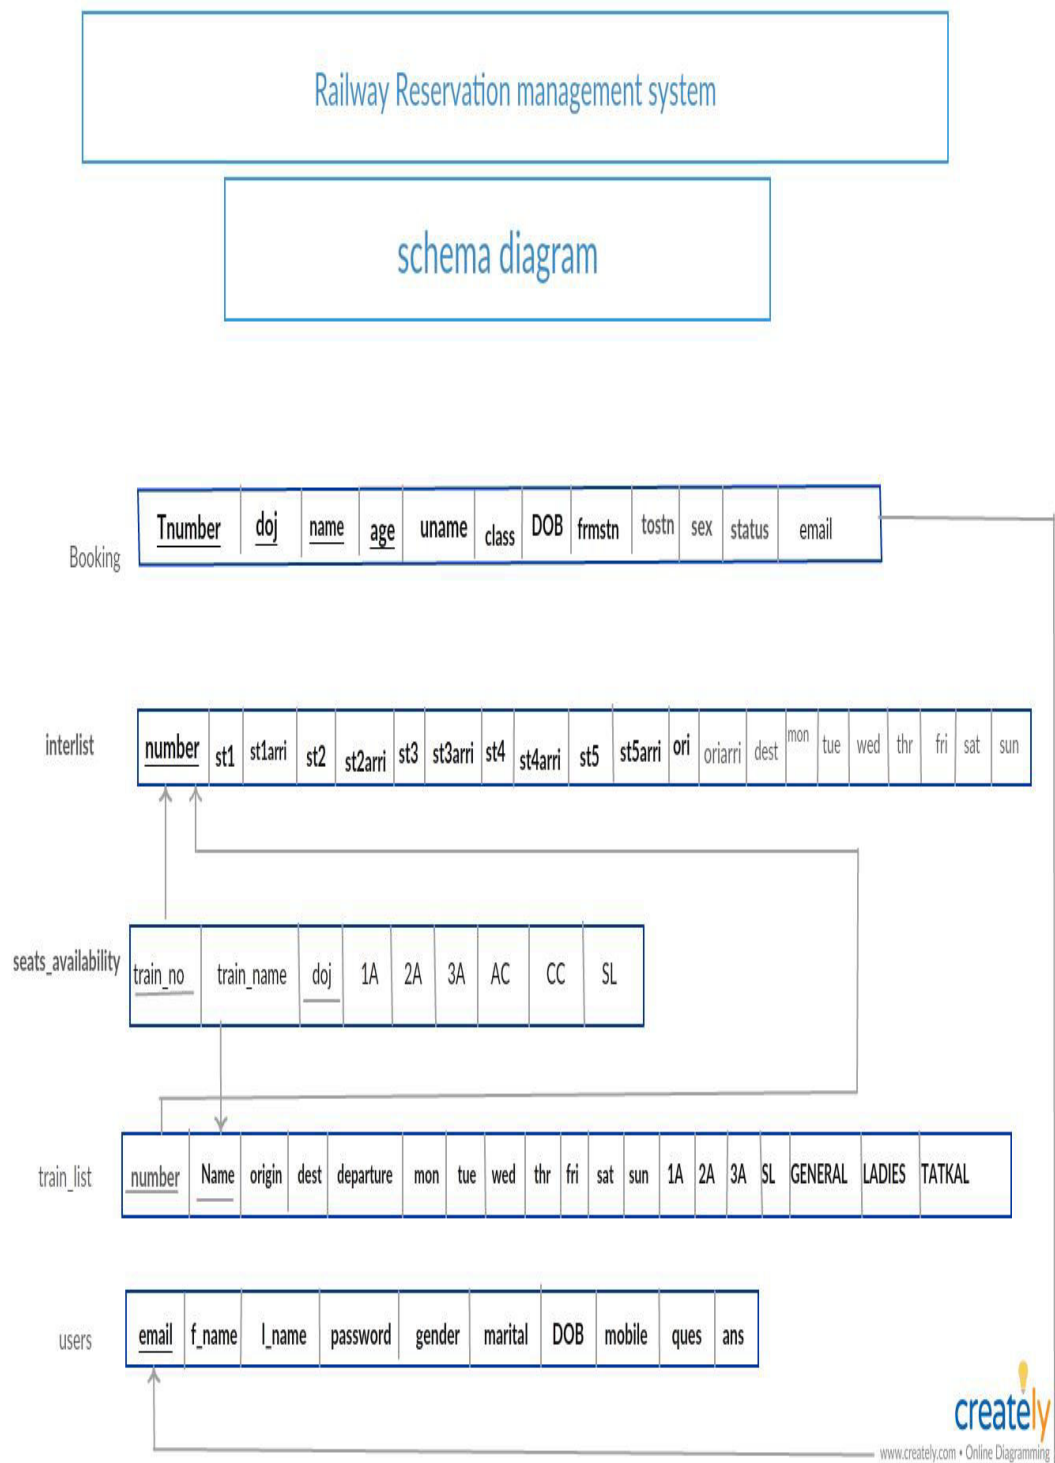 Railway Reservation management system
schema diagram
Booking
Tnumber doj name age uname class DOB frmstn tostn sex status email
interlist
number st1 st1arri st2 st2arri st3 st3arri st4 st4arri st5 st5arri ori oriarri dest mon tue wed thr fri sat sun
seats_availability
train_no train_name doj 1A 2A 3A AC CC SL
train_list
number Name origin dest departure mon tue wed thr fri sat sun 1A 2A 3A SL GENERAL LADIES TATKAL
users
email f_name l_name password gender marital DOB mobile ques ans
creately
www.creately.com • Online Diagramming